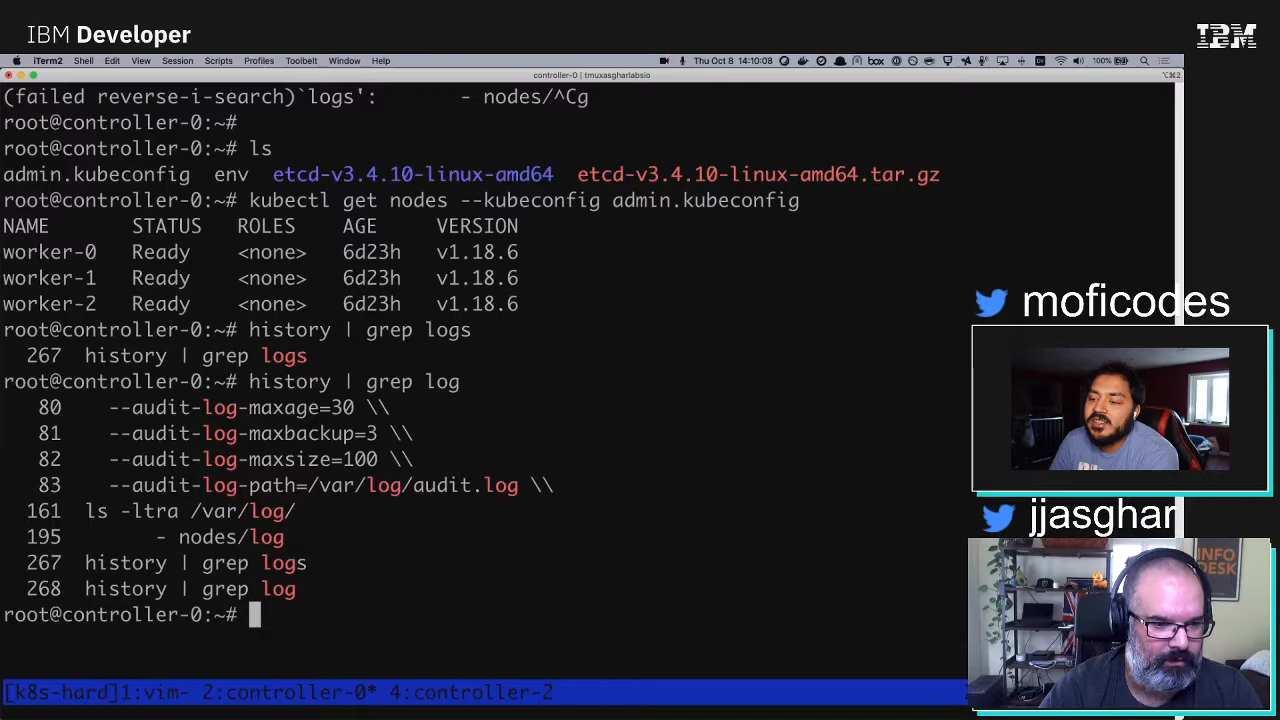 IBM Developer
IBM
iTerm2 Shell Edit View Session Scripts Profiles Toolbelt Window Help
box
100%
Thu Oct 8 14:10:08
controller-0 | tmuxasgharlabsio
⌥⌘2
(failed reverse-i-search)`logs': - nodes/^Cg
root@controller-0:~#
root@controller-0:~# ls
admin.kubeconfig env etcd-v3.4.10-linux-amd64 etcd-v3.4.10-linux-amd64.tar.gz
root@controller-0:~# kubectl get nodes --kubeconfig admin.kubeconfig
NAME STATUS ROLES AGE VERSION
worker-0 Ready <none> 6d23h v1.18.6
worker-1 Ready <none> 6d23h v1.18.6
worker-2 Ready <none> 6d23h v1.18.6
root@controller-0:~# history | grep logs
267 history | grep logs
root@controller-0:~# history | grep log
80 --audit-log-maxage=30 \\
81 --audit-log-maxbackup=3 \\
82 --audit-log-maxsize=100 \\
83 --audit-log-path=/var/log/audit.log \\
161 ls -ltra /var/log/
195 - nodes/log
267 history | grep logs
268 history | grep log
root@controller-0:~#
[k8s-hard]1:vim- 2:controller-0* 4:controller-2
moficodes
jjasghar
INFO
DESK